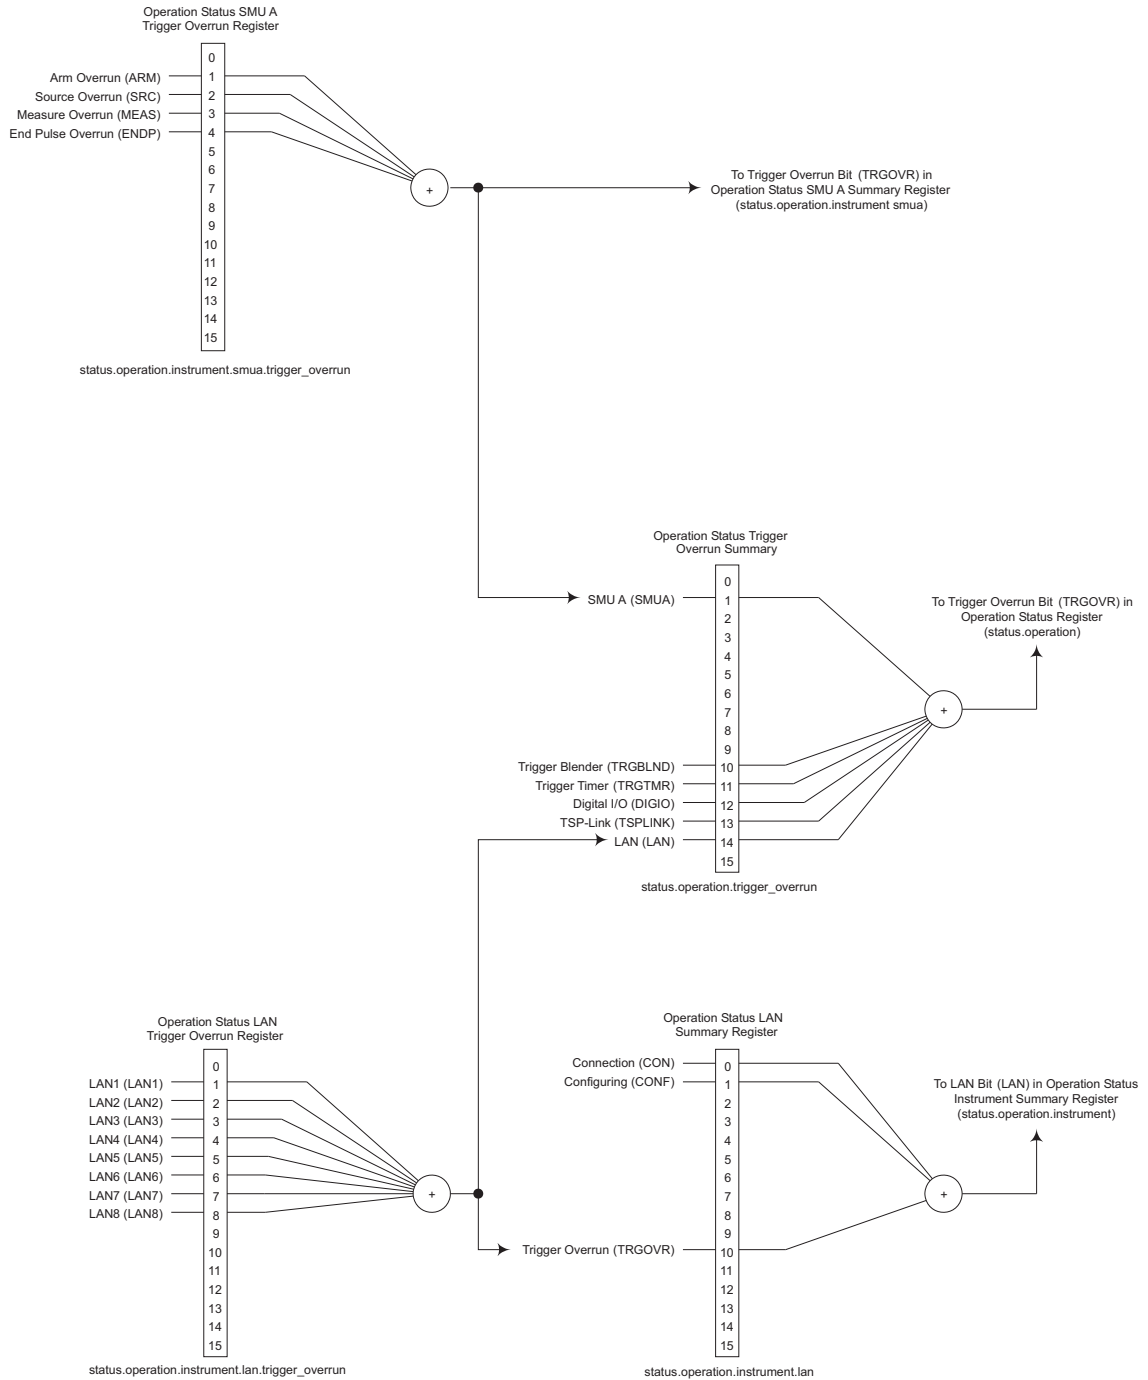 Operation Status SMU A
Trigger Overrun Register
0
Arm Overrun (ARM) 1
Source Overrun (SRC) 2
Measure Overrun (MEAS) 3
End Pulse Overrun (ENDP) 4
5
6
7
8
9
10
11
12
13
14
15
status.operation.instrument.smua.trigger_overrun
+
To Trigger Overrun Bit (TRGOVR) in
Operation Status SMU A Summary Register
(status.operation.instrument smua)
Operation Status Trigger
Overrun Summary
0
SMU A (SMUA) 1
2
3
4
5
6
7
8
9
Trigger Blender (TRGBLND) 10
Trigger Timer (TRGTMR) 11
Digital I/O (DIGIO) 12
TSP-Link (TSPLINK) 13
LAN (LAN) 14
15
status.operation.trigger_overrun
+
To Trigger Overrun Bit (TRGOVR) in
Operation Status Register
(status.operation)
Operation Status LAN
Trigger Overrun Register
0
LAN1 (LAN1) 1
LAN2 (LAN2) 2
LAN3 (LAN3) 3
LAN4 (LAN4) 4
LAN5 (LAN5) 5
LAN6 (LAN6) 6
LAN7 (LAN7) 7
LAN8 (LAN8) 8
9
10
11
12
13
14
15
status.operation.instrument.lan.trigger_overrun
+
Operation Status LAN
Summary Register
Connection (CON) 0
Configuring (CONF) 1
2
3
4
5
6
7
8
9
Trigger Overrun (TRGOVR) 10
11
12
13
14
15
status.operation.instrument.lan
+
To LAN Bit (LAN) in Operation Status
Instrument Summary Register
(status.operation.instrument)